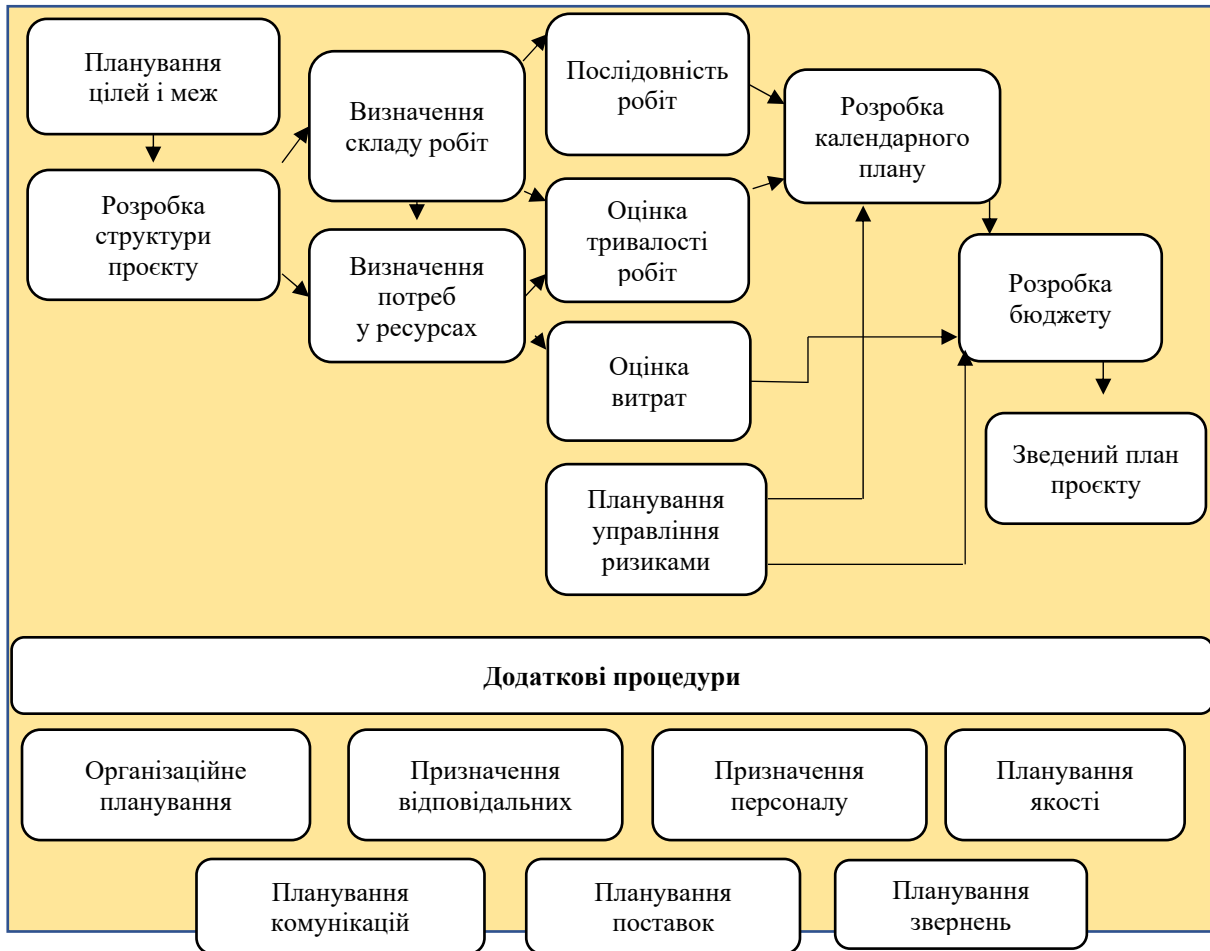 Планування
цілей і меж
Розробка
структури
проєкту
Визначення
складу робіт
Визначення
потреб
у ресурсах
Послідовність
робіт
Оцінка
тривалості
робіт
Оцінка
витрат
Планування
управління
ризиками
Розробка
календарного
плану
Розробка
бюджету
Зведений план
проєкту
Додаткові процедури
Організаційне
планування
Призначення
відповідальних
Призначення
персоналу
Планування
якості
Планування
комунікацій
Планування
поставок
Планування
звернень